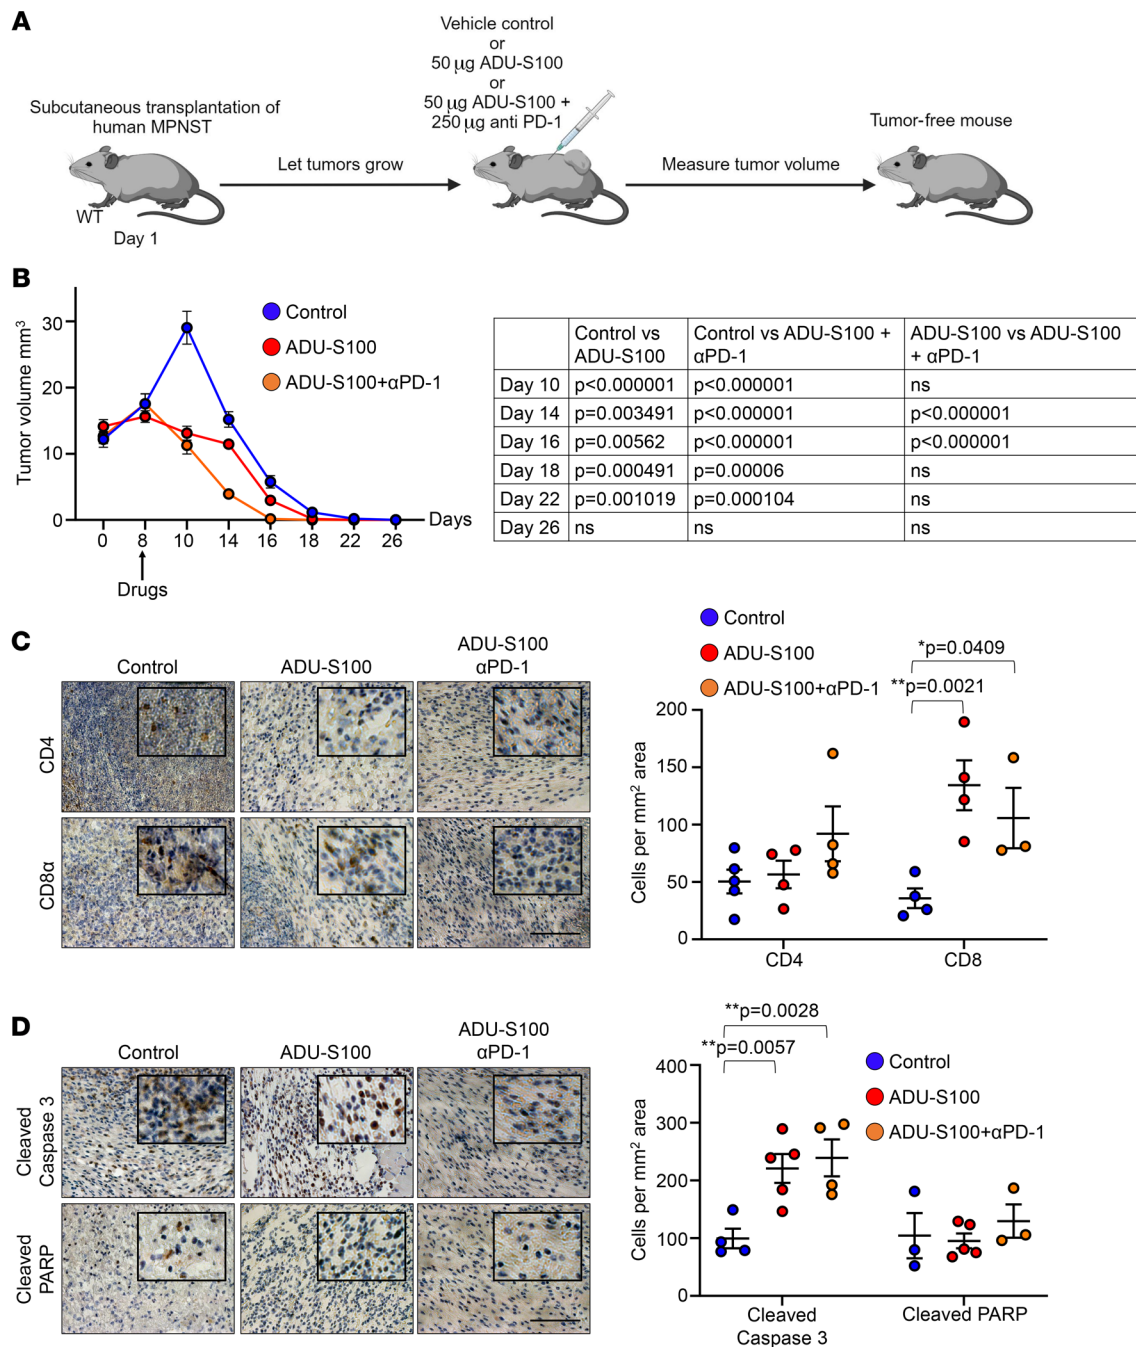 A
Subcutaneous transplantation of
human MPNST
WT
Day 1
Let tumors grow
Vehicle control
or
50 µg ADU-S100
or
50 µg ADU-S100 +
250 µg anti PD-1
Measure tumor volume
Tumor-free mouse
B
Tumor volume mm³
30
20
10
0
0 8 10 14 16 18 22 26
Days
Drugs
Control
ADU-S100
ADU-S100+αPD-1
Control vs ADU-S100 | Control vs ADU-S100 + αPD-1 | ADU-S100 vs ADU-S100 + αPD-1
Day 10 p<0.000001 p<0.000001 ns
Day 14 p=0.003491 p<0.000001 p<0.000001
Day 16 p=0.00562 p<0.000001 p<0.000001
Day 18 p=0.000491 p=0.00006 ns
Day 22 p=0.001019 p=0.000104 ns
Day 26 ns ns ns
C
Control
ADU-S100
ADU-S100
αPD-1
CD4
CD8α
Control
ADU-S100
ADU-S100+αPD-1
*p=0.0409
**p=0.0021
Cells per mm² area
200
150
100
50
0
CD4
CD8
D
Control
ADU-S100
ADU-S100
αPD-1
Cleaved
Caspase 3
Cleaved
PARP
**p=0.0028
**p=0.0057
Control
ADU-S100
ADU-S100+αPD-1
Cells per mm² area
400
300
200
100
0
Cleaved
Caspase 3
Cleaved PARP